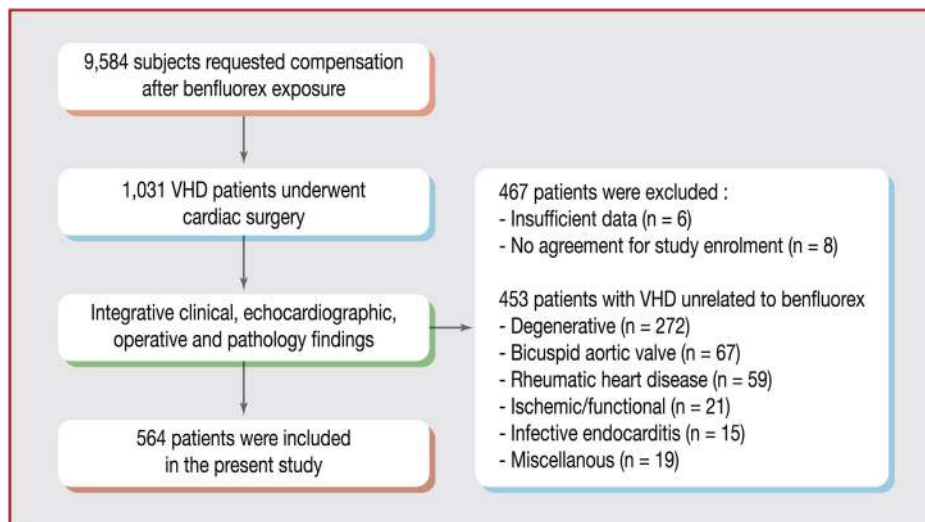 9,584 subjects requested compensation
after benfluorex exposure
1,031 VHD patients underwent
cardiac surgery
Integrative clinical, echocardiographic,
operative and pathology findings
564 patients were included
in the present study
467 patients were excluded :
- Insufficient data (n = 6)
- No agreement for study enrolment (n = 8)
453 patients with VHD unrelated to benfluorex
- Degenerative (n = 272)
- Bicuspid aortic valve (n = 67)
- Rheumatic heart disease (n = 59)
- Ischemic/functional (n = 21)
- Infective endocarditis (n = 15)
- Miscellanous (n = 19)